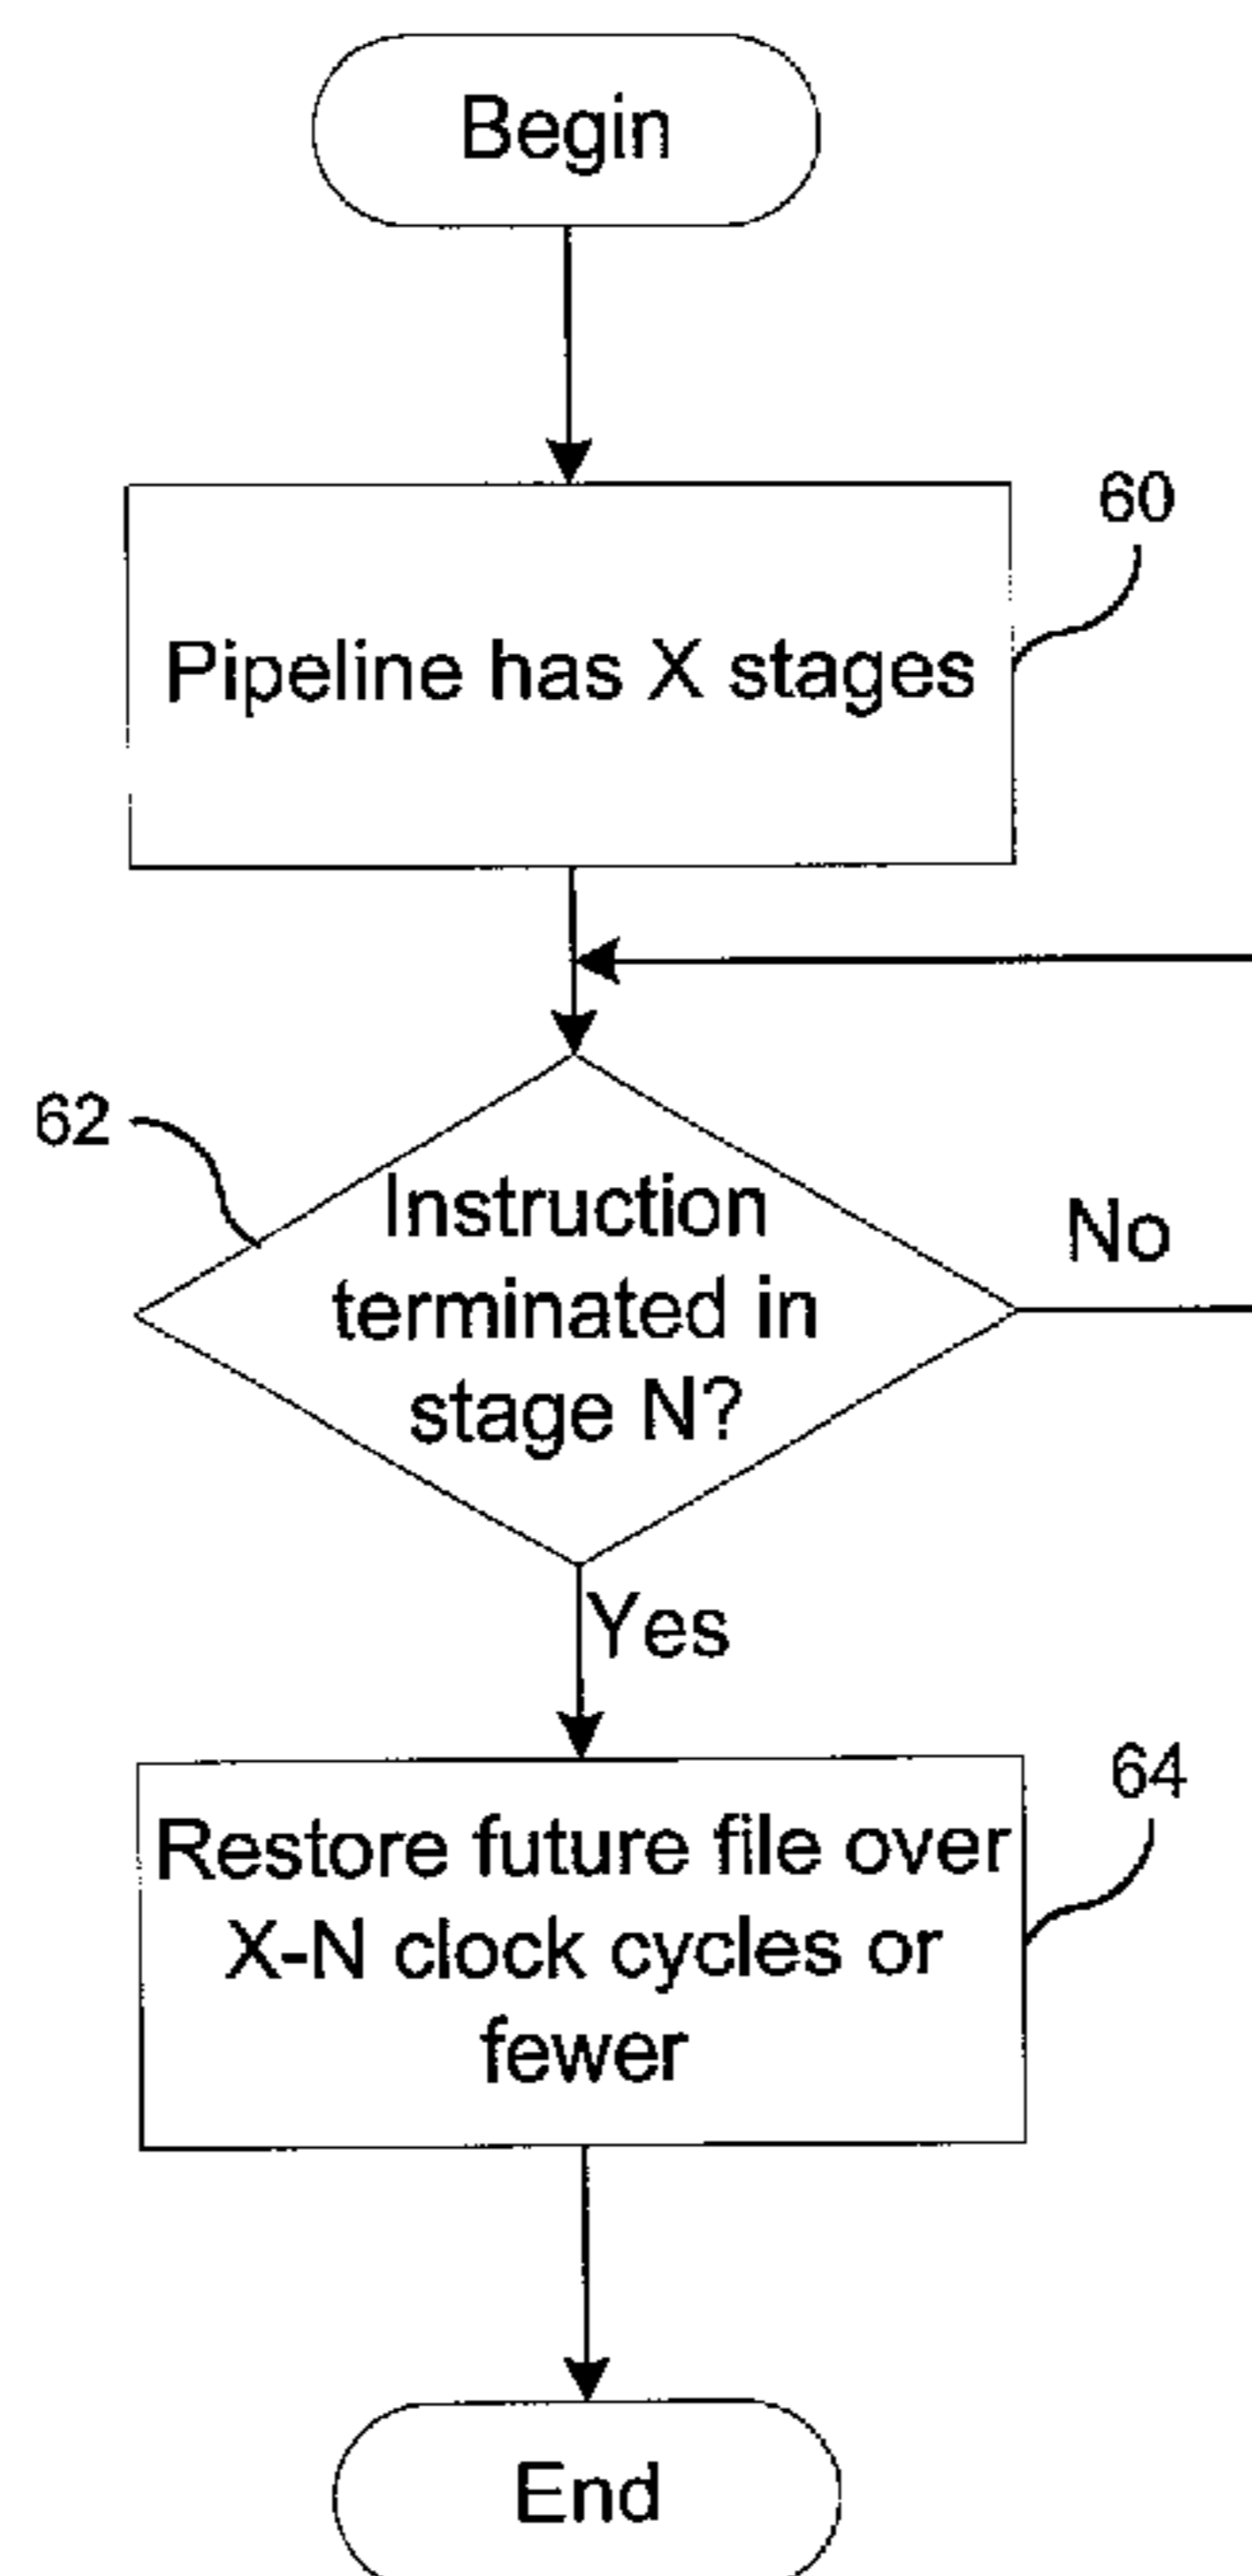 Begin
60
Pipeline has X stages
62
Instruction
terminated in
stage N?
No
Yes
64
Restore future file over
X-N clock cycles or
fewer
End